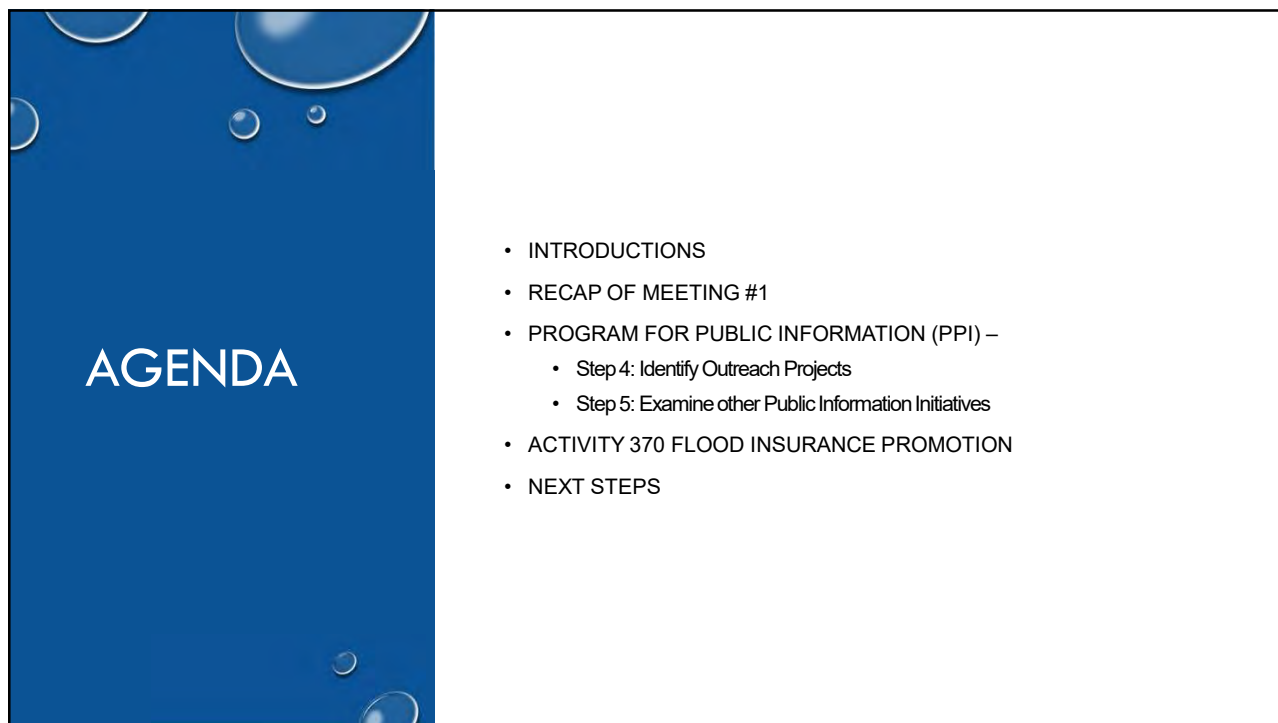 AGENDA
• INTRODUCTIONS
• RECAP OF MEETING #1
• PROGRAM FOR PUBLIC INFORMATION (PPI) –
• Step 4: Identify Outreach Projects
• Step 5: Examine other Public Information Initiatives
• ACTIVITY 370 FLOOD INSURANCE PROMOTION
• NEXT STEPS